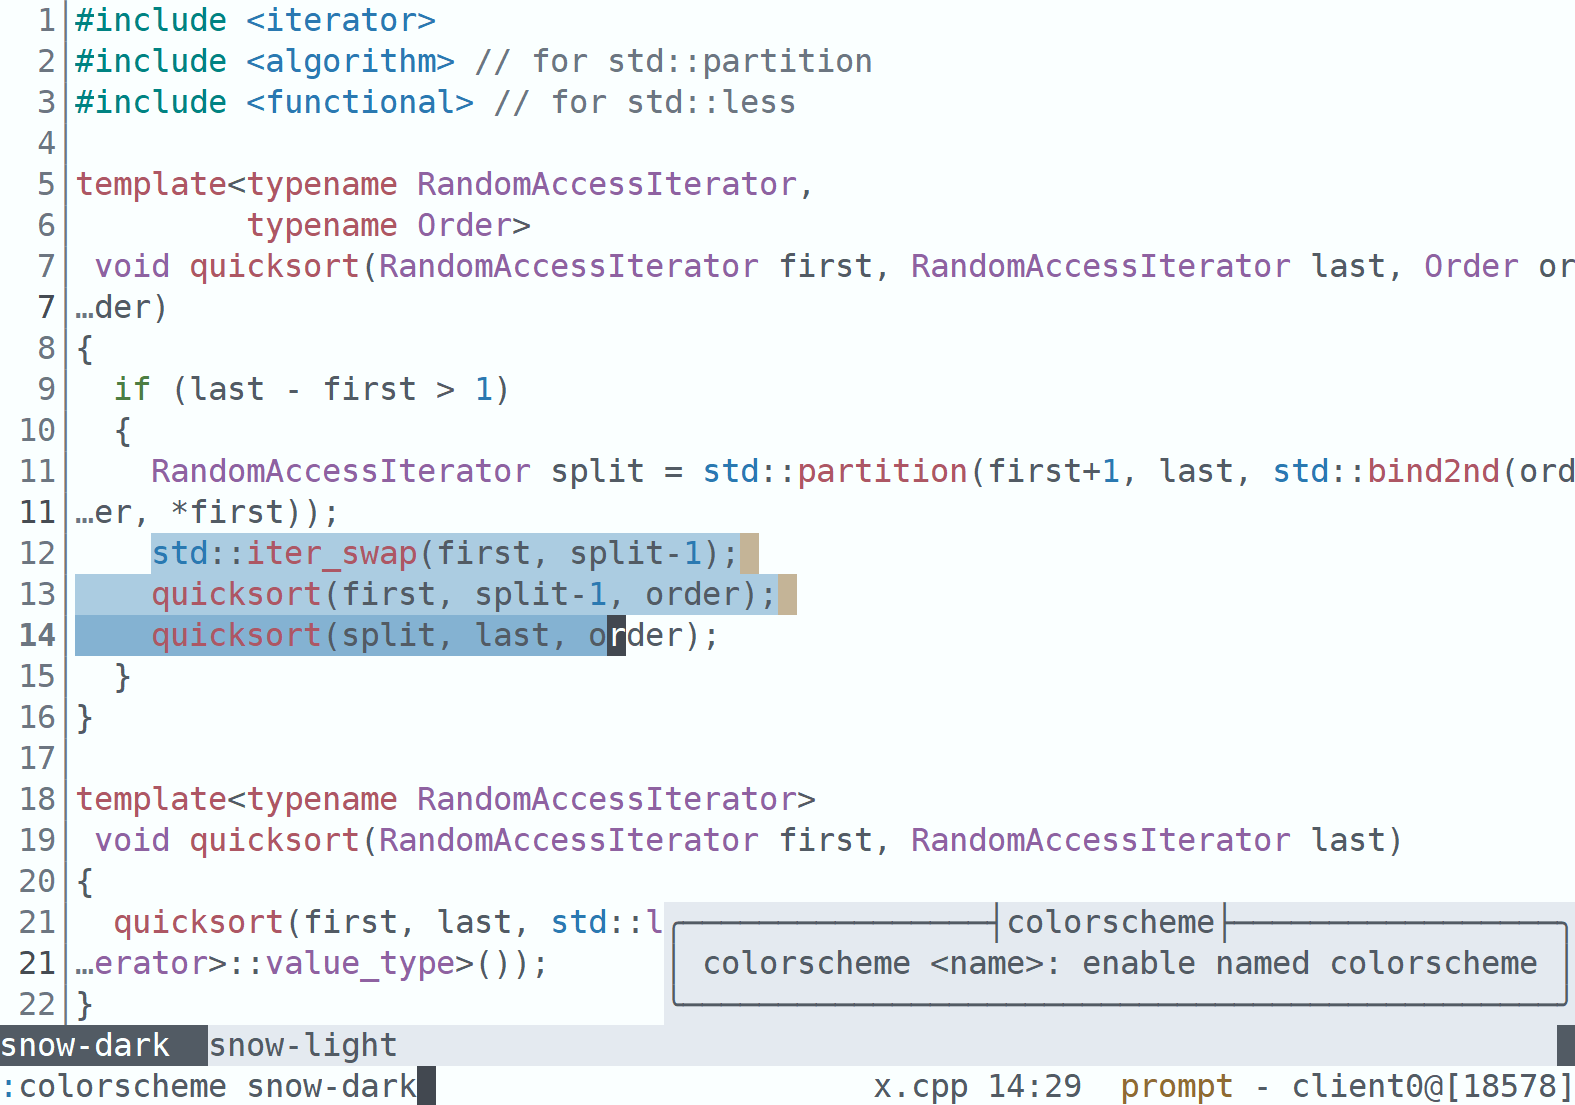 1 #include <iterator>
2 #include <algorithm> // for std::partition
3 #include <functional> // for std::less
4
5 template<typename RandomAccessIterator,
6          typename Order>
7  void quicksort(RandomAccessIterator first, RandomAccessIterator last, Order or
7 …der)
8 {
9   if (last - first > 1)
10   {
11     RandomAccessIterator split = std::partition(first+1, last, std::bind2nd(ord
11 …er, *first));
12     std::iter_swap(first, split-1);
13     quicksort(first, split-1, order);
14     quicksort(split, last, order);
15   }
16 }
17
18 template<typename RandomAccessIterator>
19  void quicksort(RandomAccessIterator first, RandomAccessIterator last)
20 {
21   quicksort(first, last, std::l
colorscheme
21 …erator>::value_type>());
colorscheme <name>: enable named colorscheme
22 }
snow-dark snow-light
:colorscheme snow-dark x.cpp 14:29 prompt - client0@[18578]